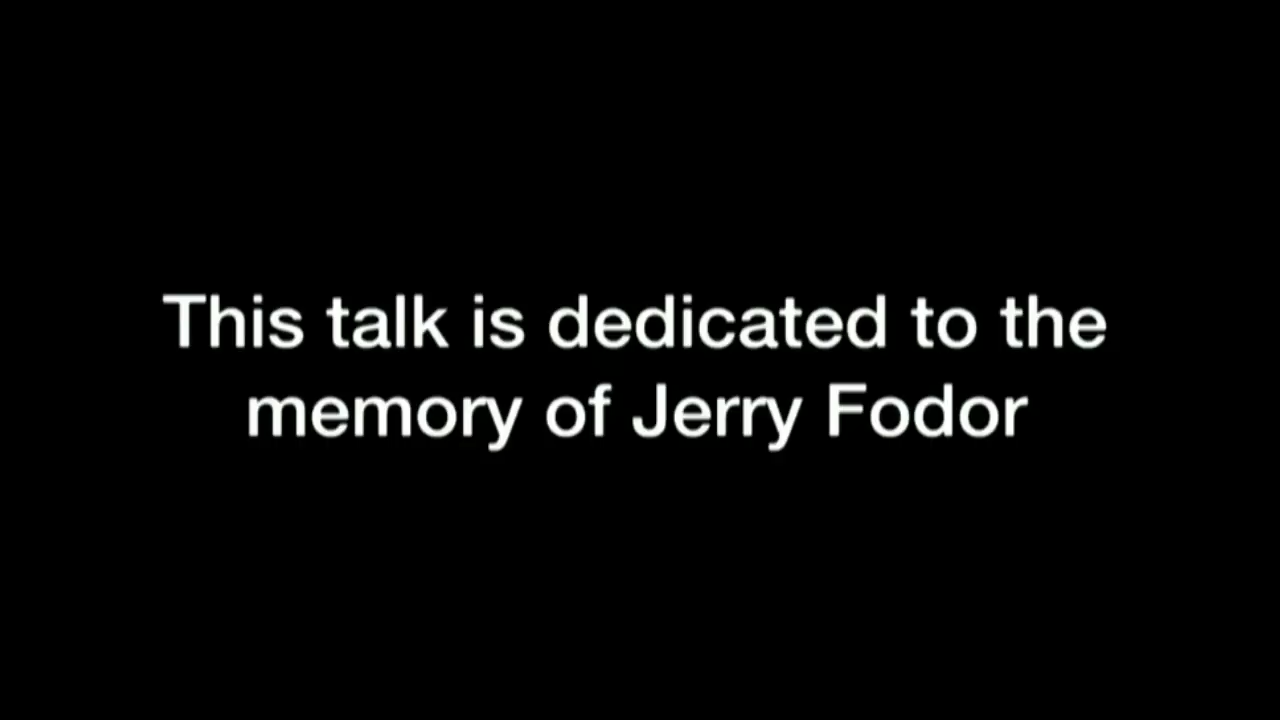 This talk is dedicated to the
memory of Jerry Fodor